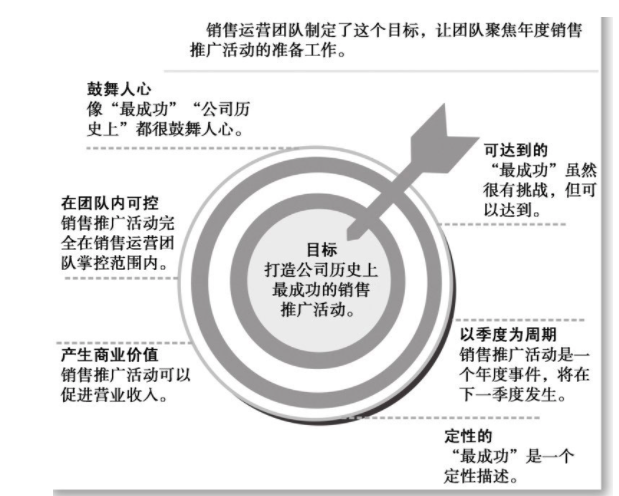 销售运营团队制定了这个目标，让团队聚焦年度销售
推广活动的准备工作。
鼓舞人心
像“最成功”“公司历
史上”都很鼓舞人心。
可达到的
“最成功”虽然
很有挑战，但可
以达到。
在团队内可控
销售推广活动完
全在销售运营团
队掌控范围内。
目标
打造公司历史上
最成功的销售
推广活动。
产生商业价值
销售推广活动可以
促进营业收入。
以季度为周期
销售推广活动是一
个年度事件，将在
下一季度发生。
定性的
“最成功”是一个
定性描述。